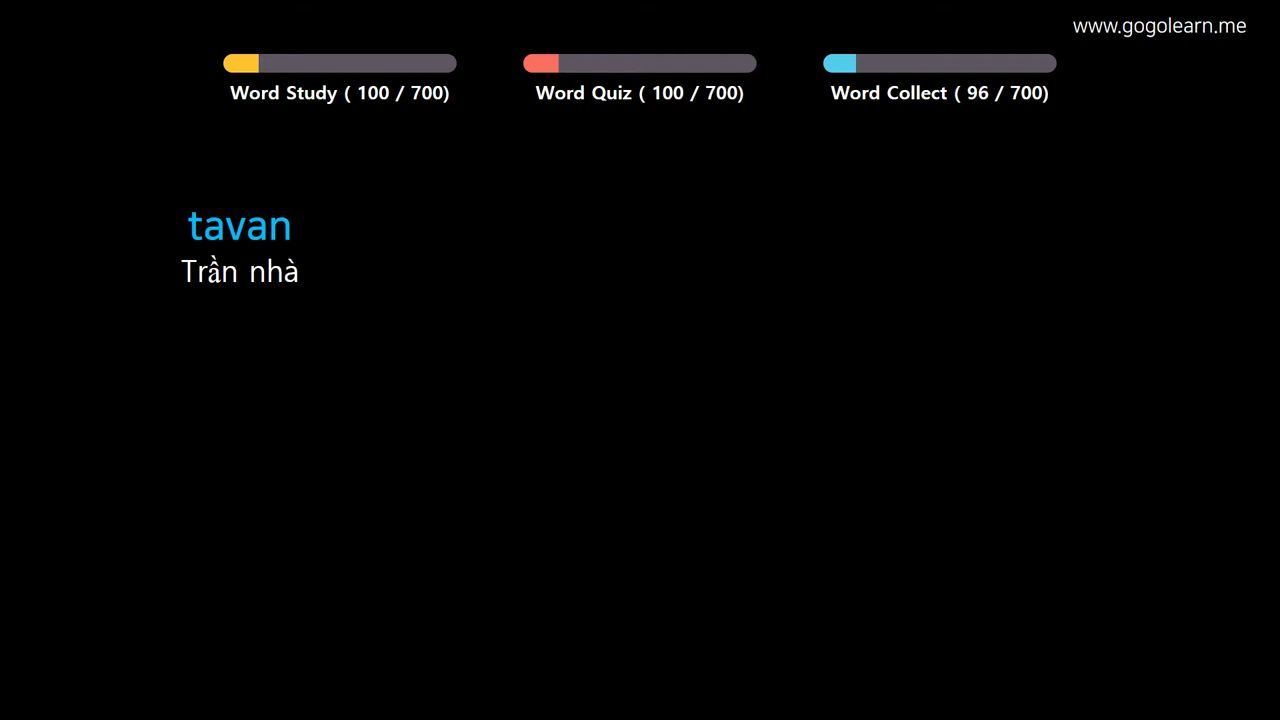 www.gogolearn.me
Word Study ( 100 / 700)
Word Quiz ( 100 / 700)
Word Collect ( 96 / 700)
tavan
Trần nhà